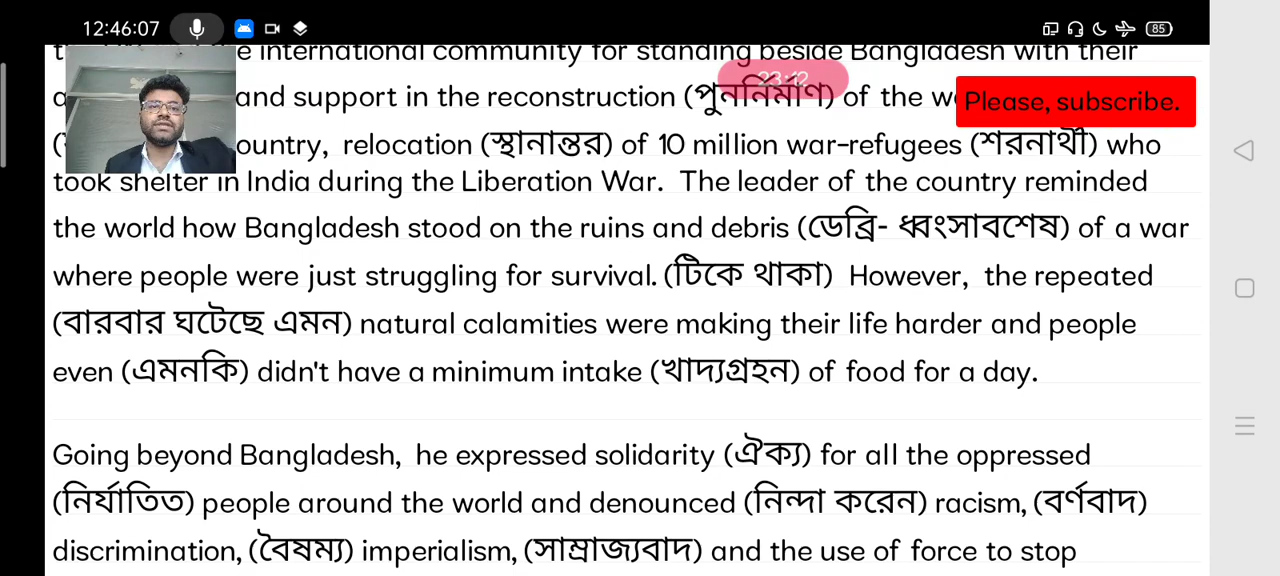 12:46:07
85
e international community for standing beside Bangladesh with their
23:12
and support in the reconstruction (পুনর্নির্মাণ) of the
Please, subscribe.
ountry, relocation (স্থানান্তর) of 10 million war-refugees (শরনার্থী) who
took shelter in India during the Liberation War. The leader of the country reminded
the world how Bangladesh stood on the ruins and debris (ডেব্রি- ধ্বংসাবশেষ) of a war
where people were just struggling for survival. (টিকে থাকা) However, the repeated
(বারবার ঘটেছে এমন) natural calamities were making their life harder and people
even (এমনকি) didn't have a minimum intake (খাদ্যগ্রহন) of food for a day.
Going beyond Bangladesh, he expressed solidarity (ঐক্য) for all the oppressed
(নির্যাতিত) people around the world and denounced (নিন্দা করেন) racism, (বর্ণবাদ)
discrimination, (বৈষম্য) imperialism, (সাম্রাজ্যবাদ) and the use of force to stop